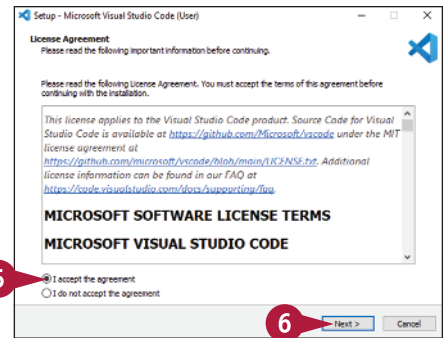 Setup - Microsoft Visual Studio Code (User)
License Agreement
Please read the following important information before continuing.
Please read the following License Agreement. You must accept the terms of this agreement before
continuing with the installation.
This license applies to the Visual Studio Code product. Source Code for Visual
Studio Code is available at https://github.com/Microsoft/vscode under the MIT
license agreement at
https://github.com/microsoft/vscode/blob/main/LICENSE.txt. Additional
license information can be found in our FAQ at
https://code.visualstudio.com/docs/supporting/faq.
MICROSOFT SOFTWARE LICENSE TERMS
MICROSOFT VISUAL STUDIO CODE
I accept the agreement
I do not accept the agreement
6 Next > Cancel